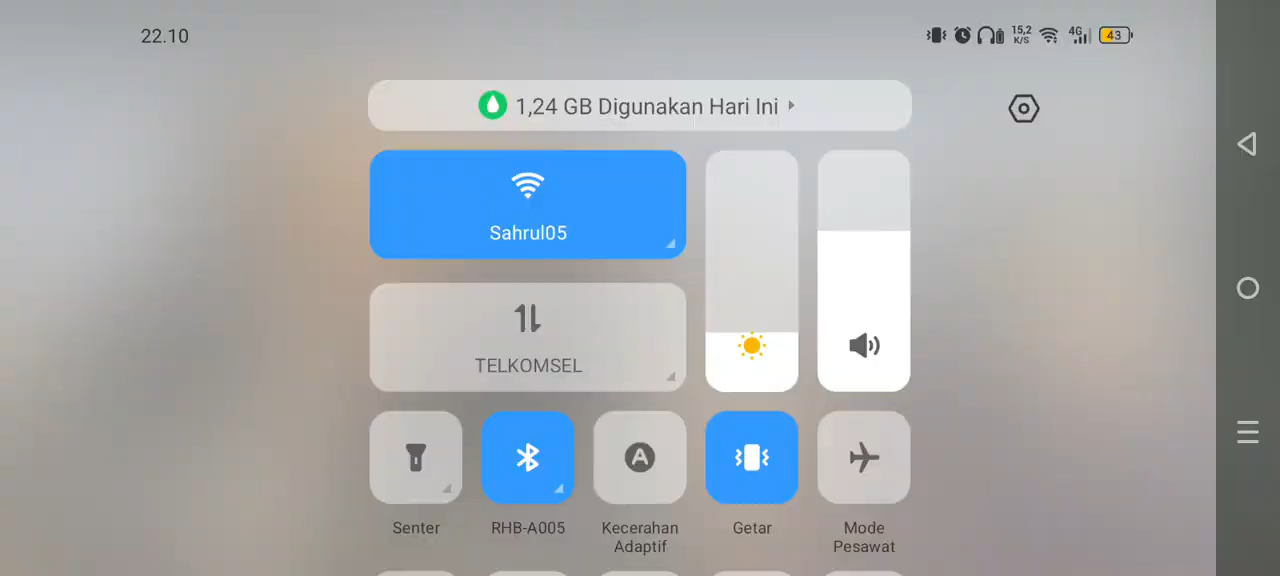 22.10
15,2
K/S
4G
43
1,24 GB Digunakan Hari Ini
Sahrul05
TELKOMSEL
A
Senter
RHB-A005
Kecerahan
Adaptif
Getar
Mode
Pesawat